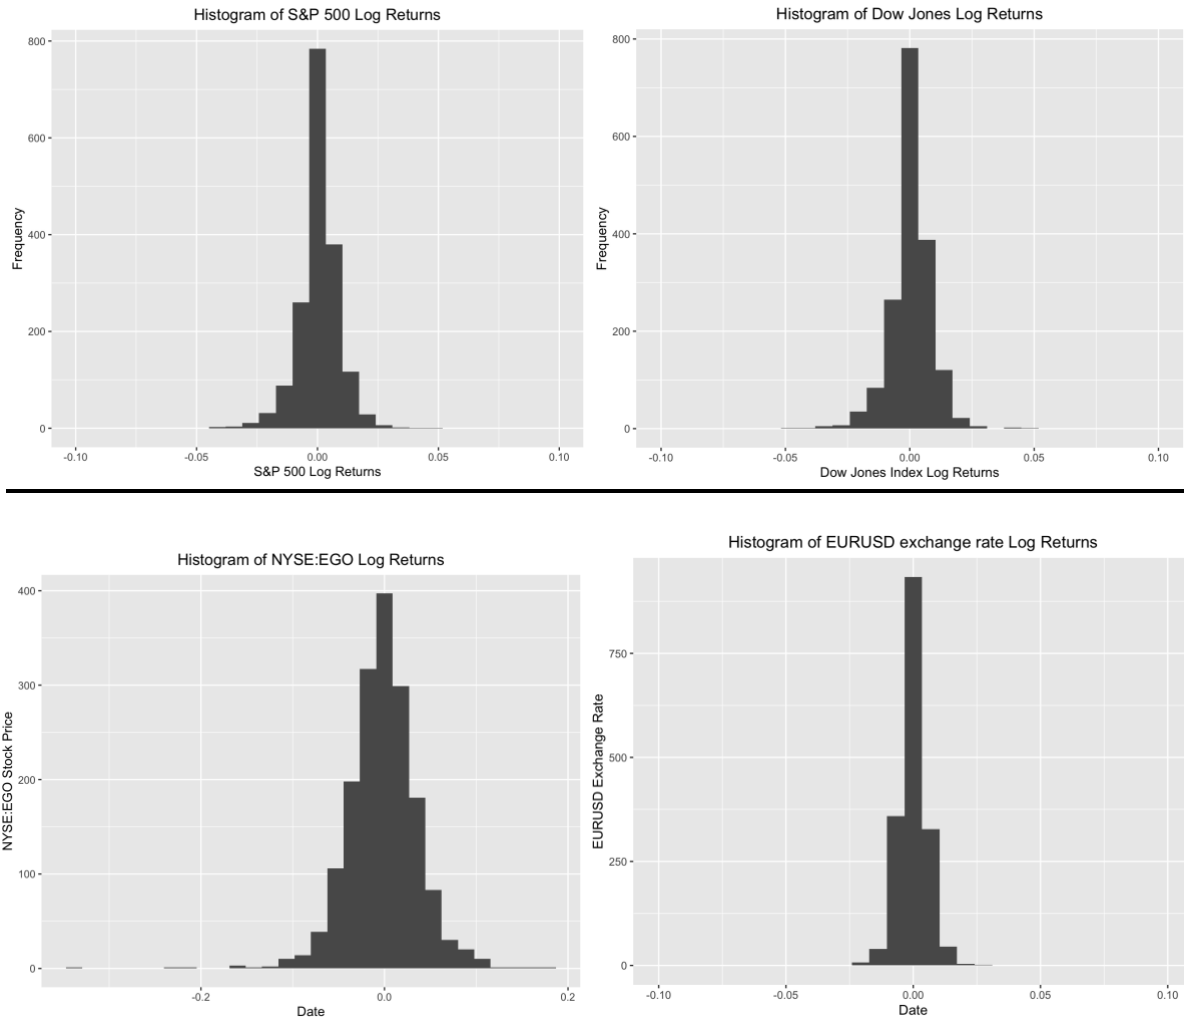 Histogram of S&P 500 Log Returns
800
600
400
200
0
Frequency
-0.10 -0.05 0.00 0.05 0.10
S&P 500 Log Returns
Histogram of Dow Jones Log Returns
800
600
400
200
0
Frequency
-0.10 -0.05 0.00 0.05 0.10
Dow Jones Index Log Returns
Histogram of NYSE:EGO Log Returns
400
300
200
100
0
NYSE:EGO Stock Price
-0.2 0.0 0.2
Date
Histogram of EURUSD exchange rate Log Returns
750
500
250
0
EURUSD Exchange Rate
-0.10 -0.05 0.00 0.05 0.10
Date